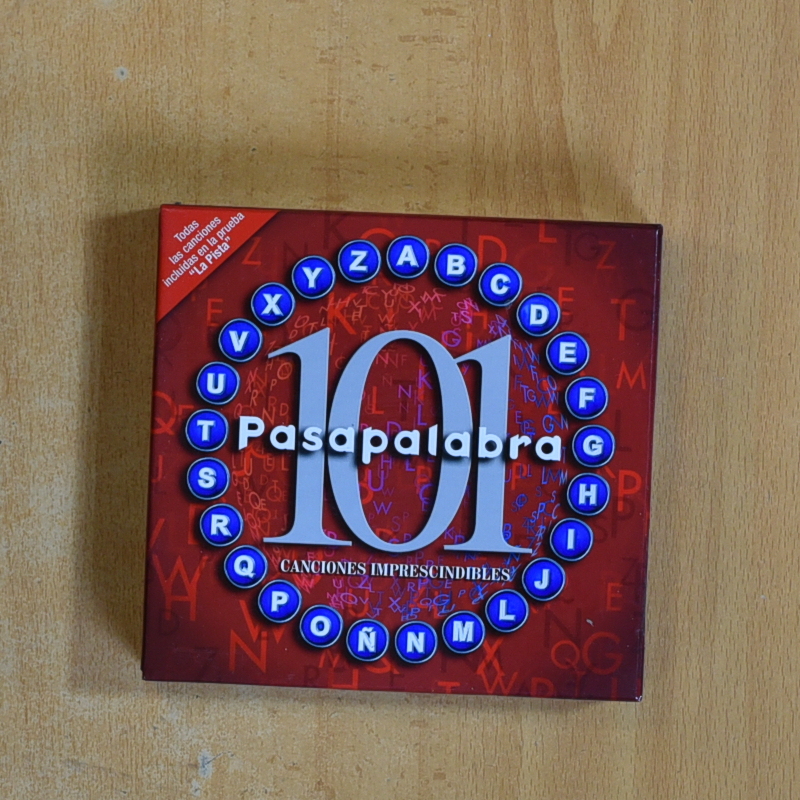 Todas
las canciones
incluidas en la prueba
"La Pista"
A
B
C
D
E
F
G
H
I
J
L
M
N
Ñ
O
P
Q
R
S
T
U
V
X
Y
Z
101
Pasapalabra
CANCIONES IMPRESCINDIBLES